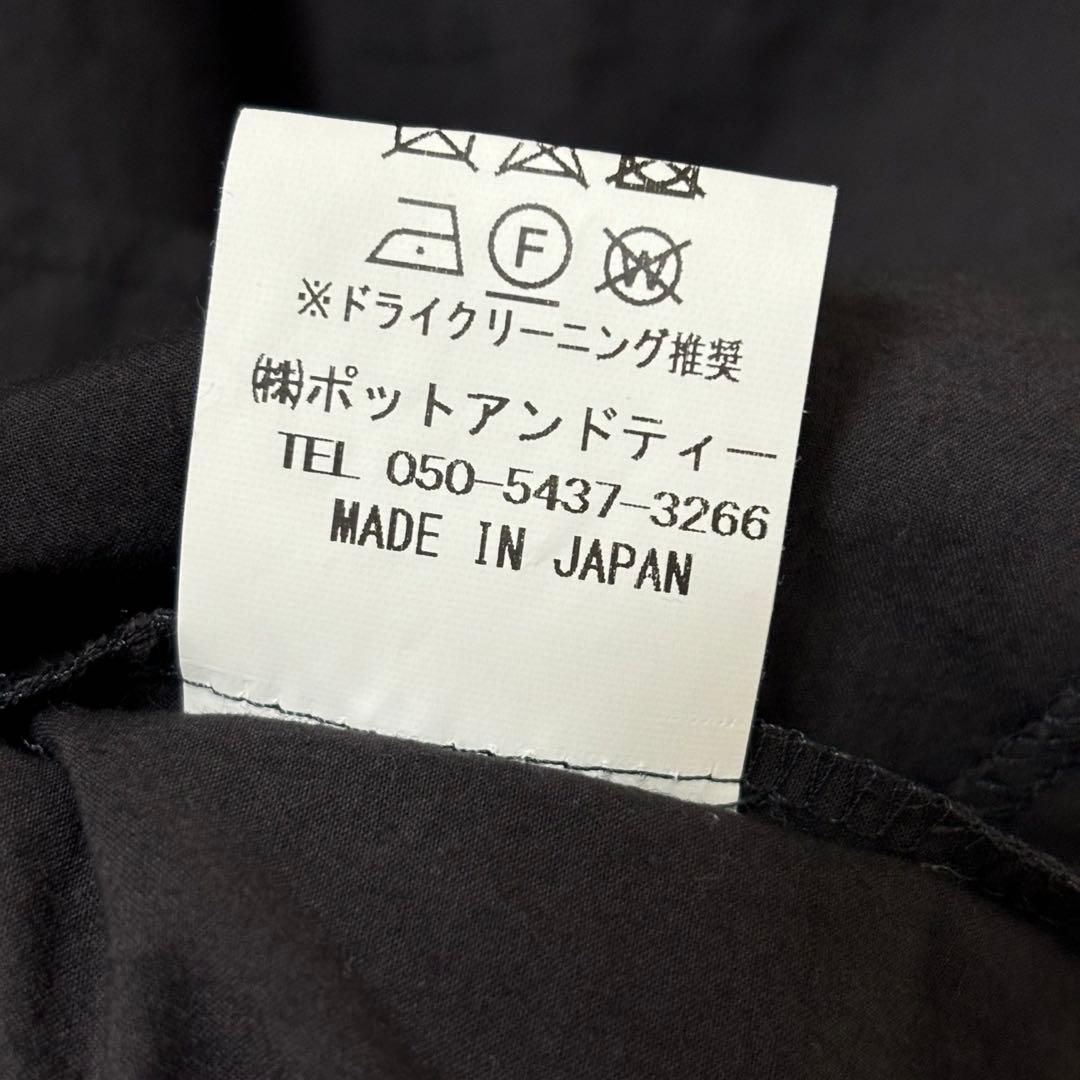 F W
※ドライクリーニング推奨
㈱ポットアンドティー
TEL 050-5437-3266
MADE IN JAPAN